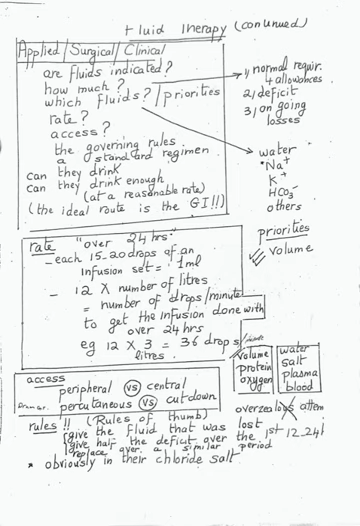 Fluid Therapy (continued)
Applied/Surgical/Clinical
are fluids indicated?
how much?
which fluids?/priorities
rate?
access?
the governing rules
a standard regimen
can they drink
can they drink enough
(at a reasonable rate)
(the ideal route is the GI!!)
1/ normal requir.
+ allowances
2/ deficit
3/ on going
losses
water
Na+
K+
HCO3-
others
priorities
volume
rate "over 24 hrs"
- each 15-20 drops of an
infusion set = 1ml
- 12 X number of litres
= number of drops/minute
to get the infusion done with
over 24hrs
eg 12 X 3 = 36 drops/minute
litres
volume
protein
oxygen
water
salt
plasma
blood
access
peripheral vs central
percutaneous vs cutdown
rules !! (Rules of thumb)
give the fluid that was lost
give half the deficit over the 1st 12-24h
replace over a similar period
overzealous attem
* obviously in their chloride salt